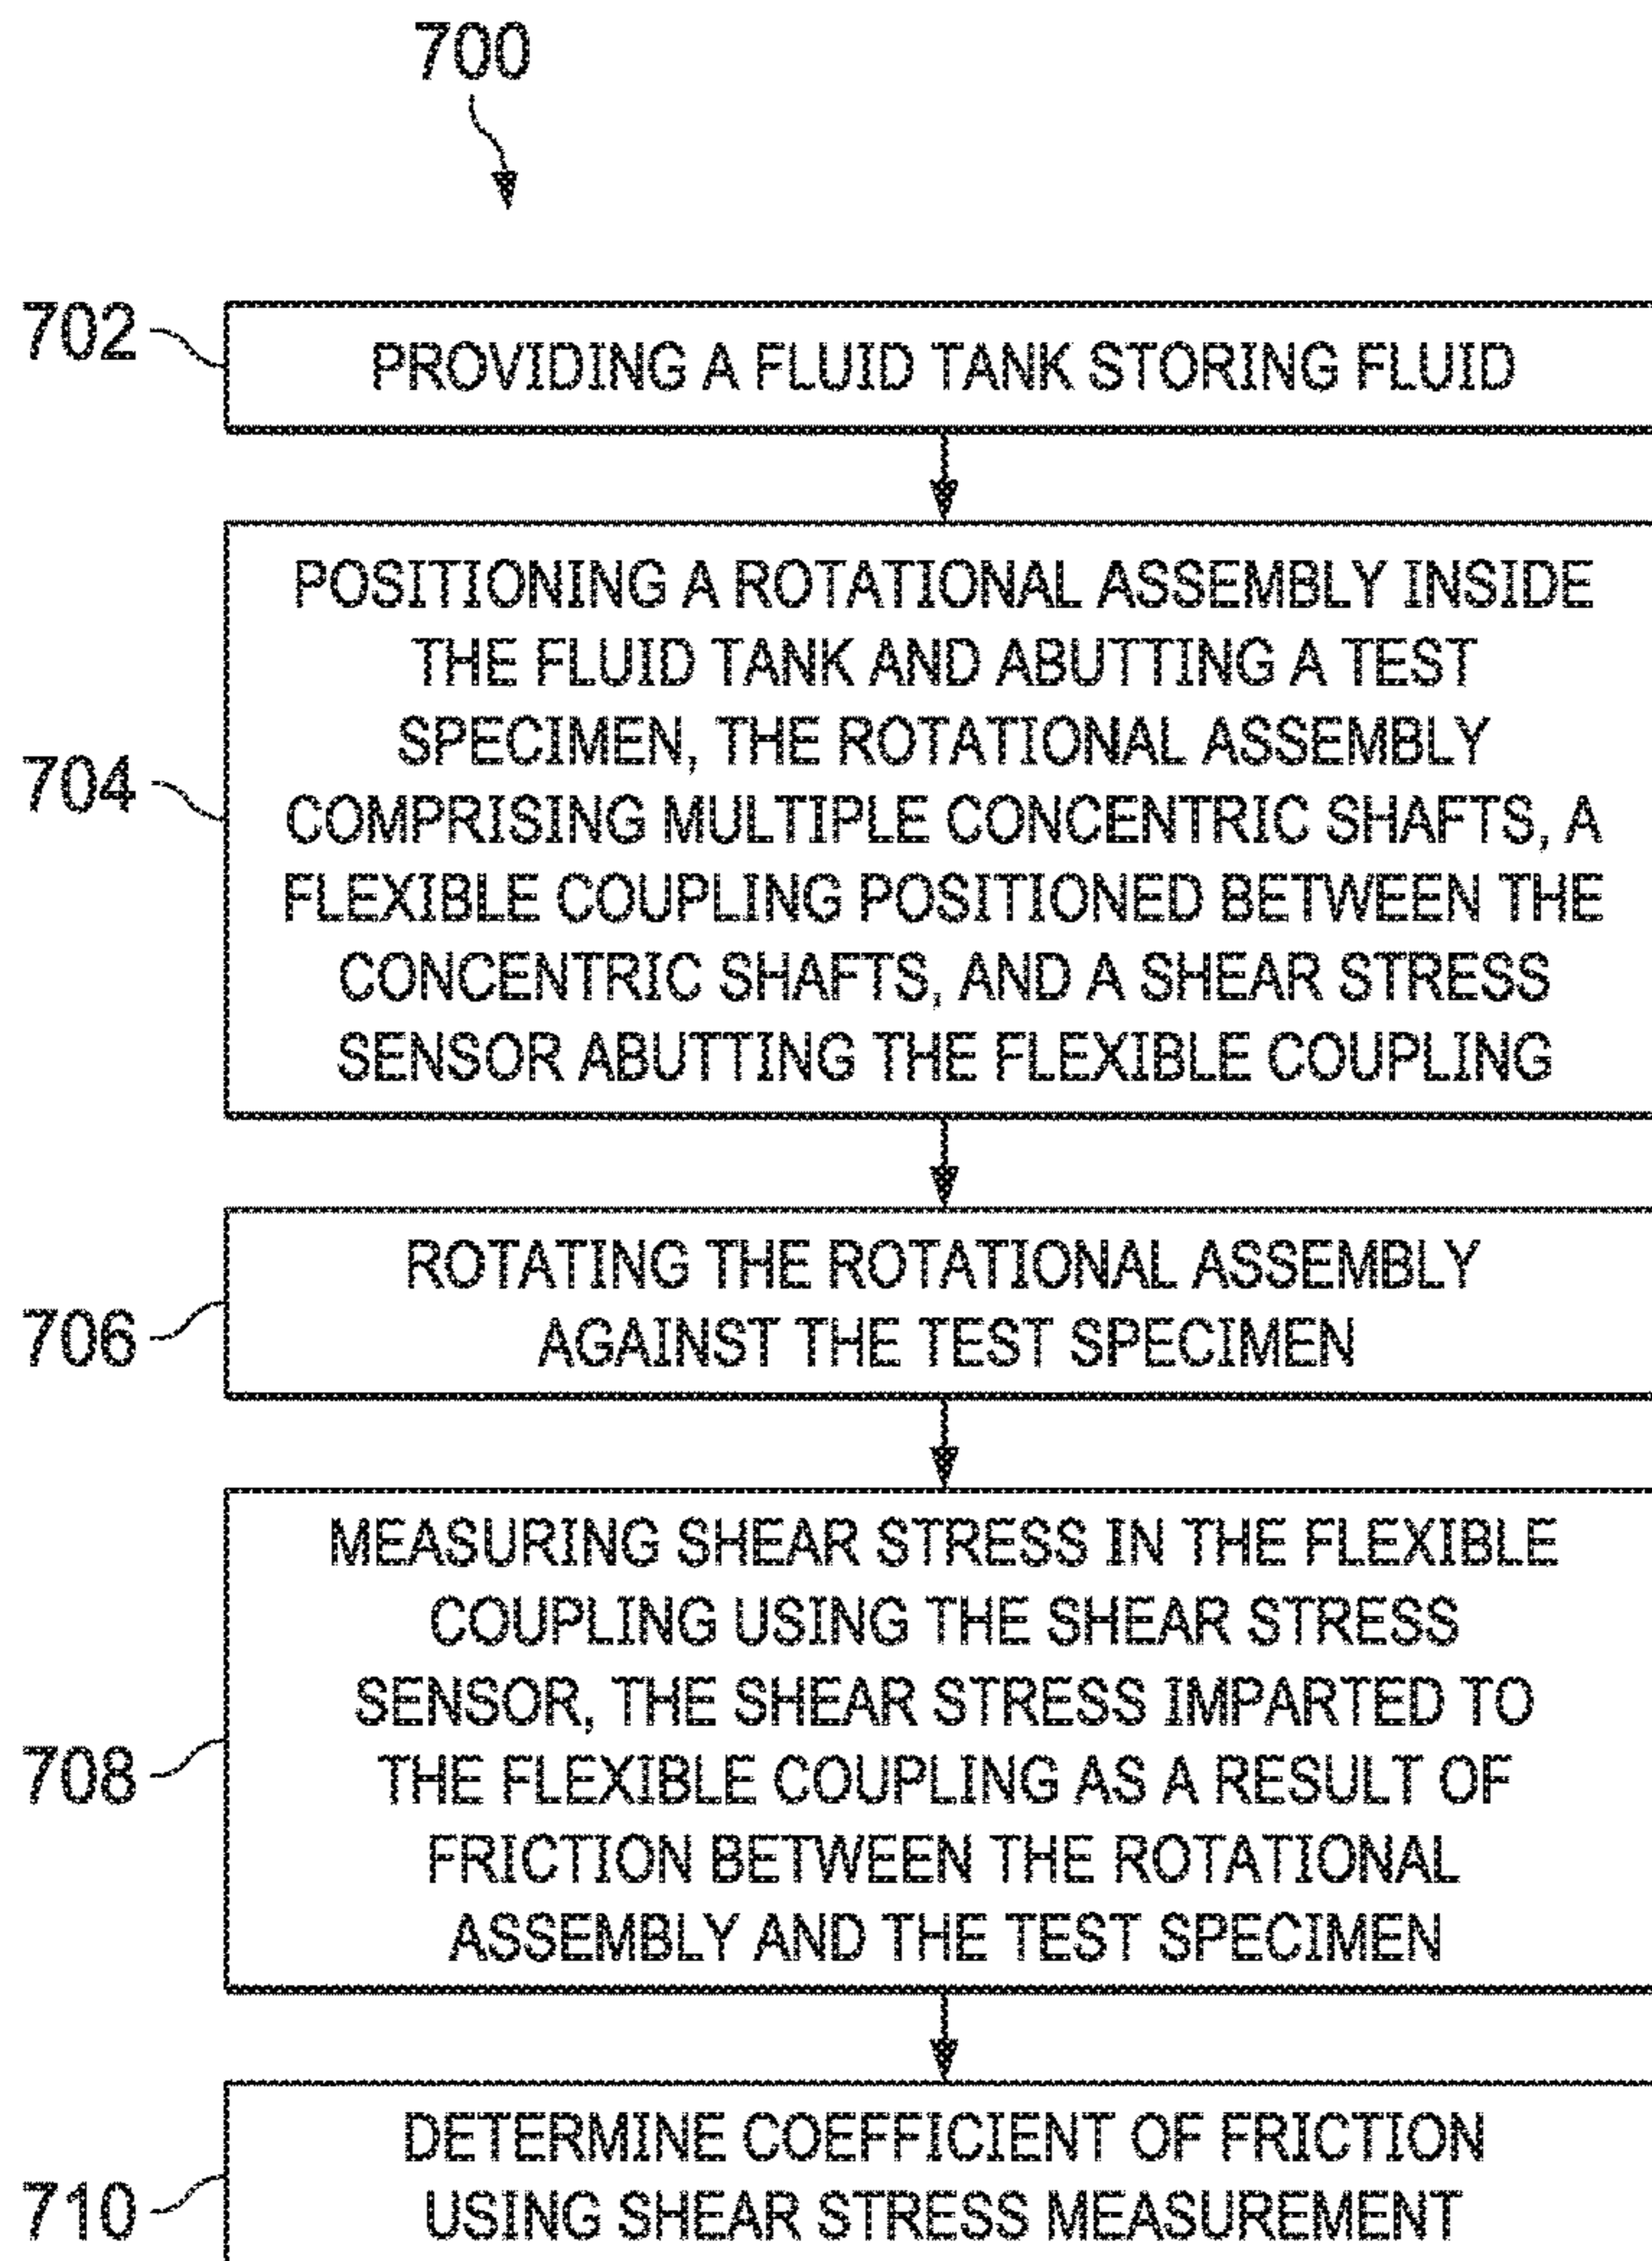 700
702
PROVIDING A FLUID TANK STORING FLUID
704
POSITIONING A ROTATIONAL ASSEMBLY INSIDE
THE FLUID TANK AND ABUTTING A TEST
SPECIMEN, THE ROTATIONAL ASSEMBLY
COMPRISING MULTIPLE CONCENTRIC SHAFTS, A
FLEXIBLE COUPLING POSITIONED BETWEEN THE
CONCENTRIC SHAFTS, AND A SHEAR STRESS
SENSOR ABUTTING THE FLEXIBLE COUPLING
706
ROTATING THE ROTATIONAL ASSEMBLY
AGAINST THE TEST SPECIMEN
708
MEASURING SHEAR STRESS IN THE FLEXIBLE
COUPLING USING THE SHEAR STRESS
SENSOR, THE SHEAR STRESS IMPARTED TO
THE FLEXIBLE COUPLING AS A RESULT OF
FRICTION BETWEEN THE ROTATIONAL
ASSEMBLY AND THE TEST SPECIMEN
710
DETERMINE COEFFICIENT OF FRICTION
USING SHEAR STRESS MEASUREMENT